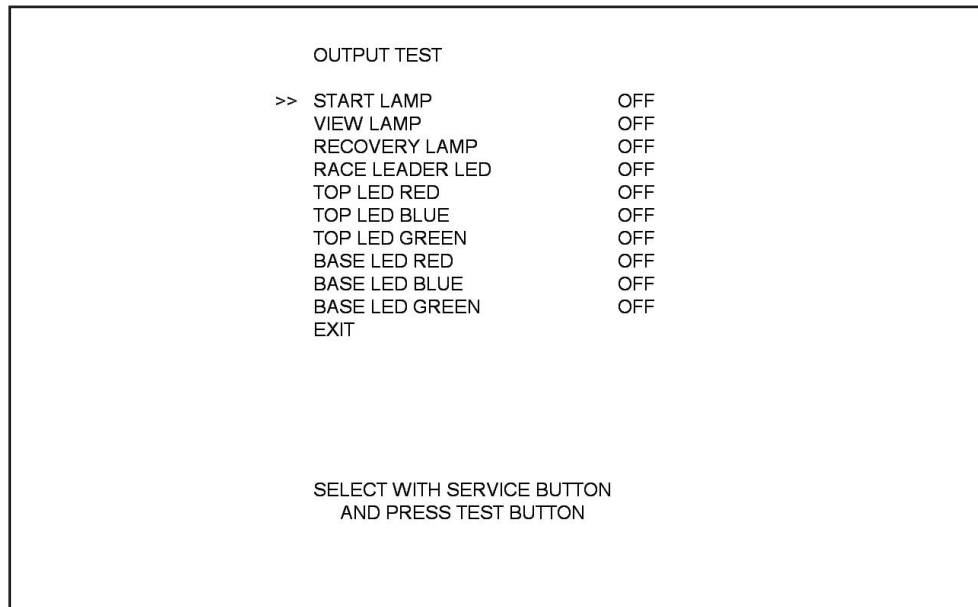 OUTPUT TEST
>> START LAMP OFF
VIEW LAMP OFF
RECOVERY LAMP OFF
RACE LEADER LED OFF
TOP LED RED OFF
TOP LED BLUE OFF
TOP LED GREEN OFF
BASE LED RED OFF
BASE LED BLUE OFF
BASE LED GREEN OFF
EXIT
SELECT WITH SERVICE BUTTON
AND PRESS TEST BUTTON